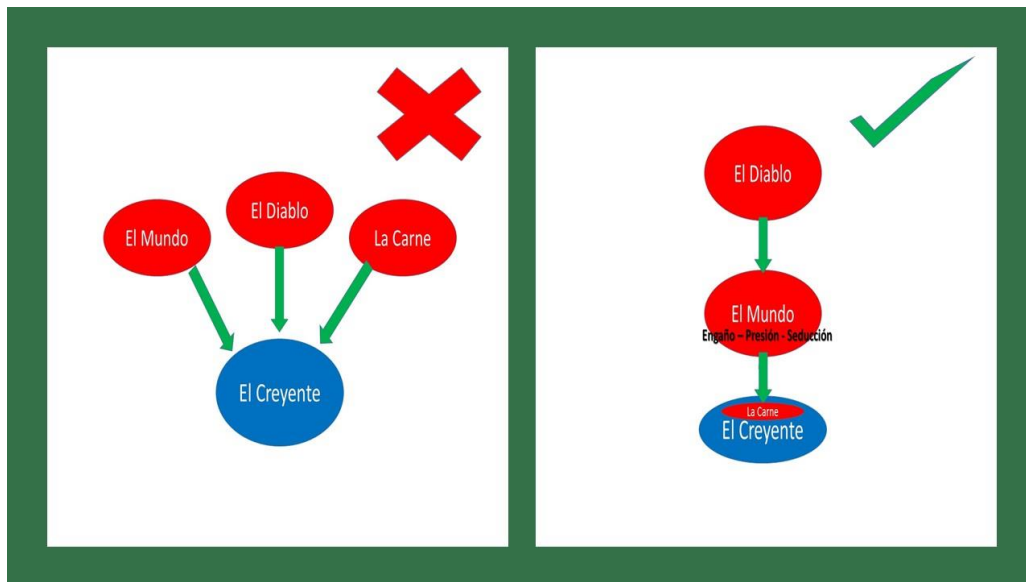 El Diablo
El Mundo
La Carne
El Creyente
El Diablo
El Mundo
Engaño – Presión - Seducción
La Carne
El Creyente